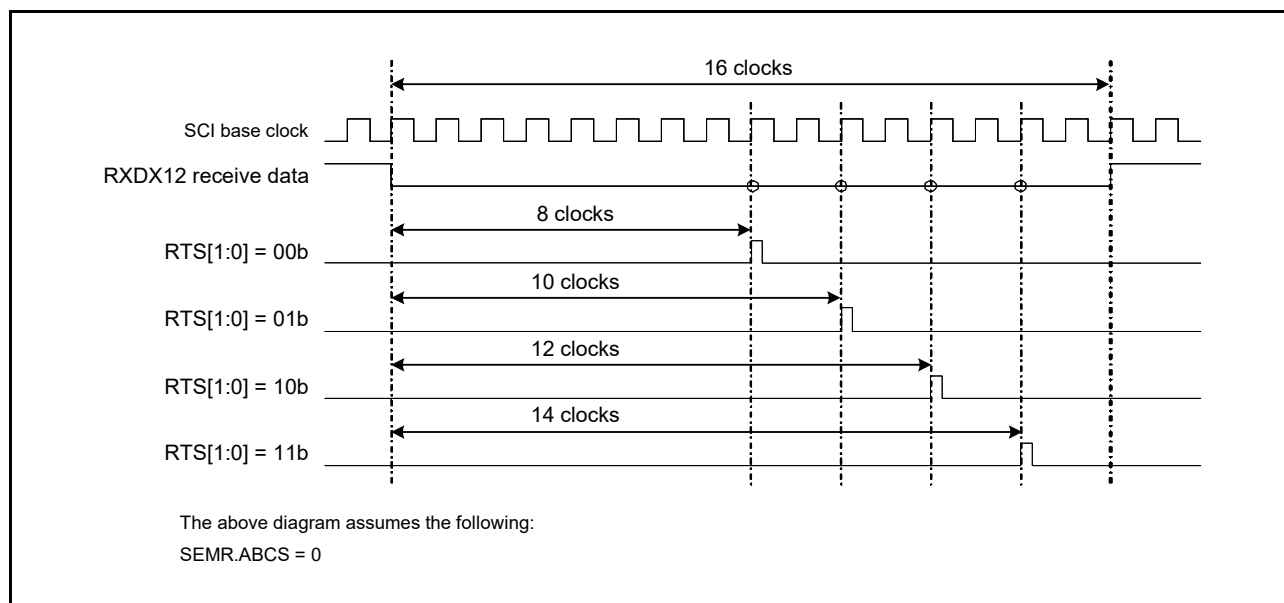 16 clocks
SCI base clock
RXDX12 receive data
8 clocks
RTS[1:0] = 00b
10 clocks
RTS[1:0] = 01b
12 clocks
RTS[1:0] = 10b
14 clocks
RTS[1:0] = 11b
The above diagram assumes the following:
SEMR.ABCS = 0